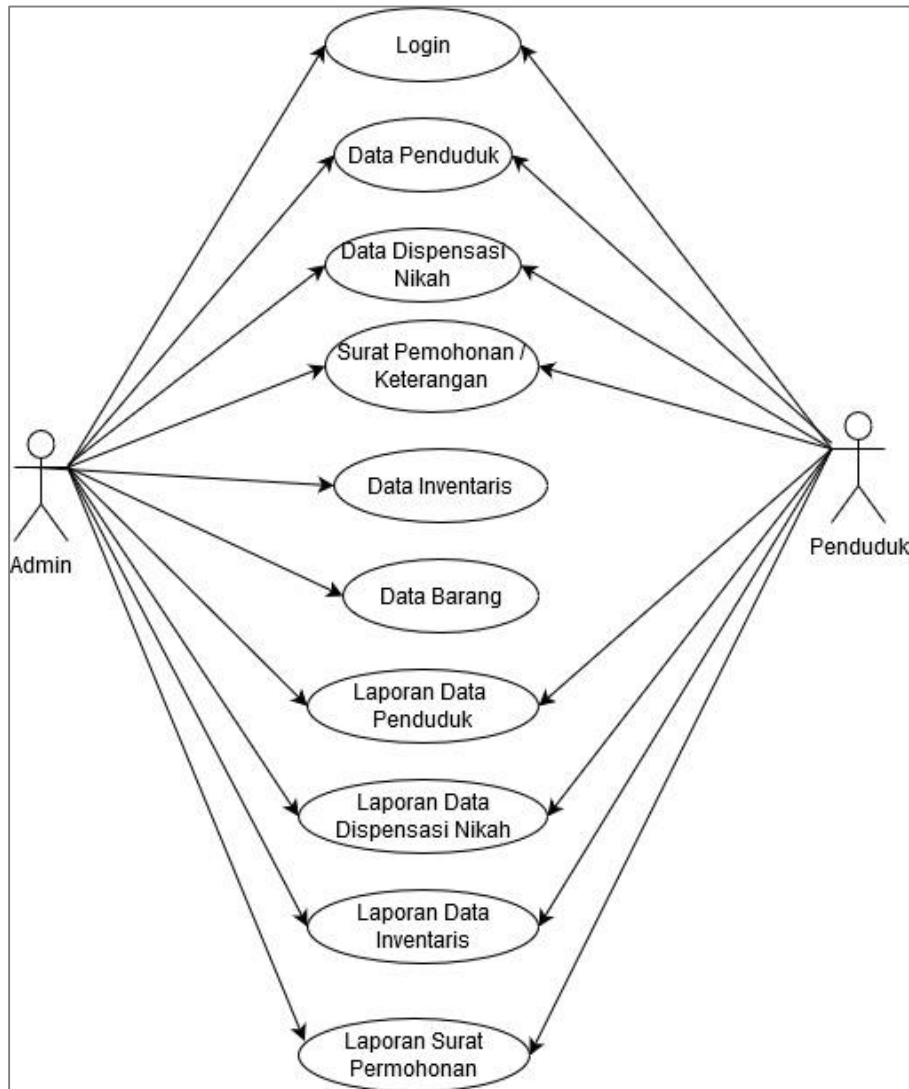 Login
Data Penduduk
Data Dispensasi
Nikah
Surat Pemohonan /
Keterangan
Data Inventaris
Admin
Penduduk
Data Barang
Laporan Data
Penduduk
Laporan Data
Dispensasi Nikah
Laporan Data
Inventaris
Laporan Surat
Permohonan